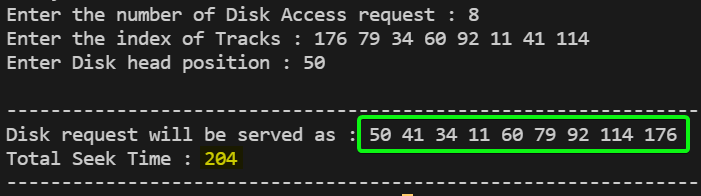 Enter the number of Disk Access request : 8
Enter the index of Tracks : 176 79 34 60 92 11 41 114
Enter Disk head position : 50
----------------------------------------------------------------
Disk request will be served as : 50 41 34 11 60 79 92 114 176
Total Seek Time : 204
----------------------------------------------------------------